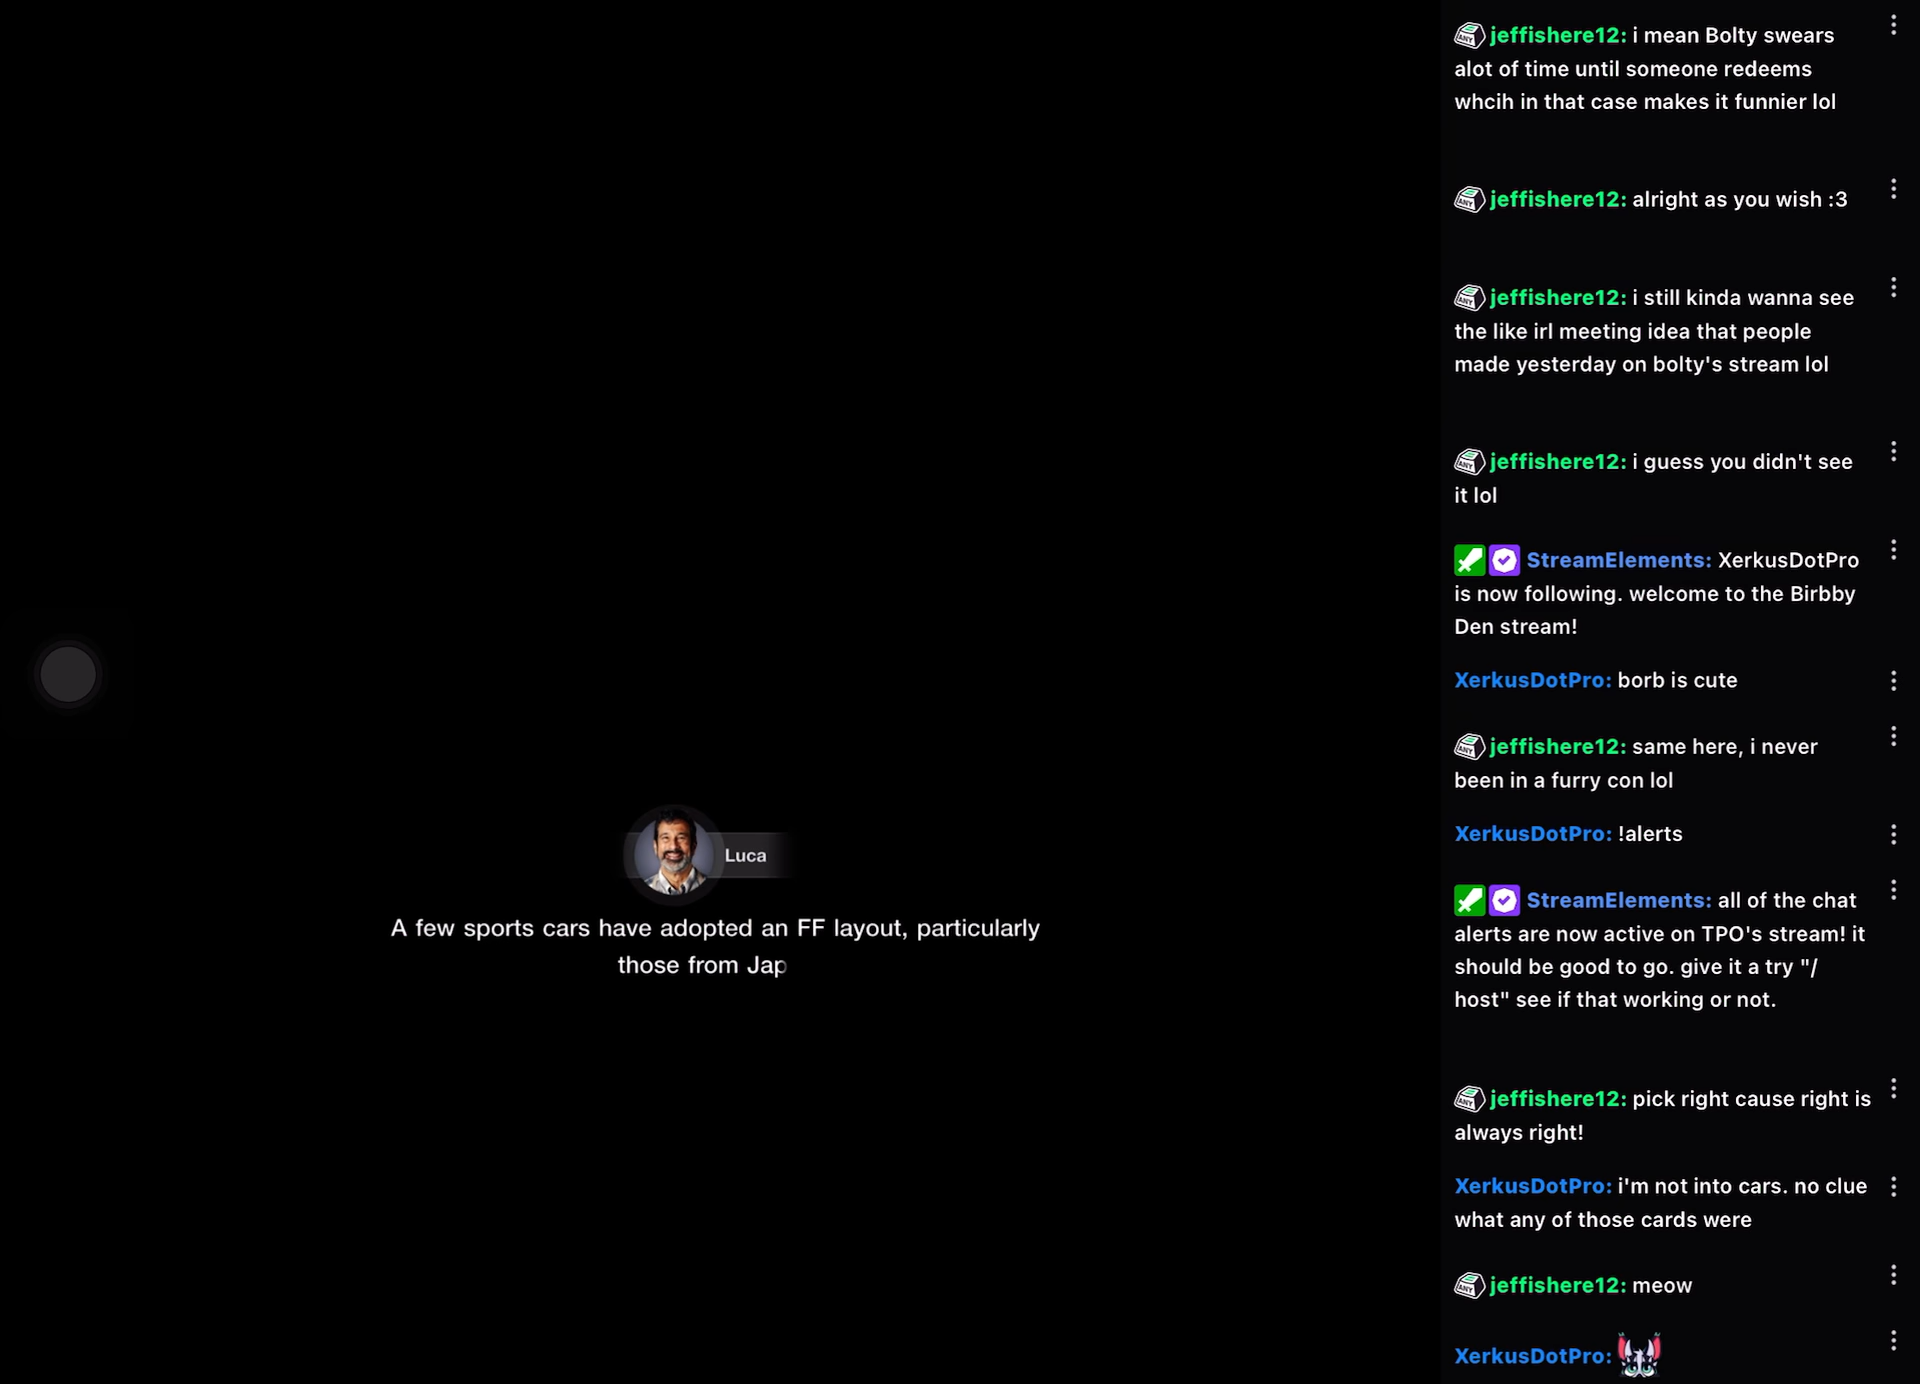 Luca
A few sports cars have adopted an FF layout, particularly
those from Jap
jeffishere12: i mean Bolty swears
alot of time until someone redeems
whcih in that case makes it funnier lol
jeffishere12: alright as you wish :3
jeffishere12: i still kinda wanna see
the like irl meeting idea that people
made yesterday on bolty's stream lol
jeffishere12: i guess you didn't see
it lol
StreamElements: XerkusDotPro
is now following. welcome to the Birbby
Den stream!
XerkusDotPro: borb is cute
jeffishere12: same here, i never
been in a furry con lol
XerkusDotPro: !alerts
StreamElements: all of the chat
alerts are now active on TPO's stream! it
should be good to go. give it a try "/
host" see if that working or not.
jeffishere12: pick right cause right is
always right!
XerkusDotPro: i'm not into cars. no clue
what any of those cards were
jeffishere12: meow
XerkusDotPro: